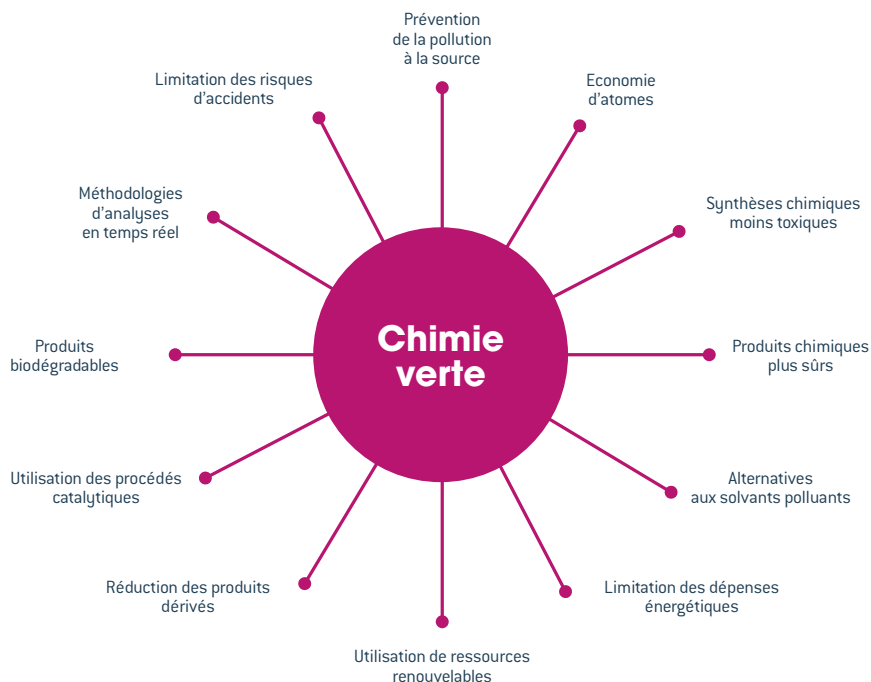 Prévention
de la pollution
à la source
Economie
d'atomes
Synthèses chimiques
moins toxiques
Produits chimiques
plus sûrs
Alternatives
aux solvants polluants
Limitation des dépenses
énergétiques
Utilisation de ressources
renouvelables
Réduction des produits
dérivés
Utilisation des procédés
catalytiques
Produits
biodégradables
Méthodologies
d'analyses
en temps réel
Limitation des risques
d'accidents
Chimie
verte